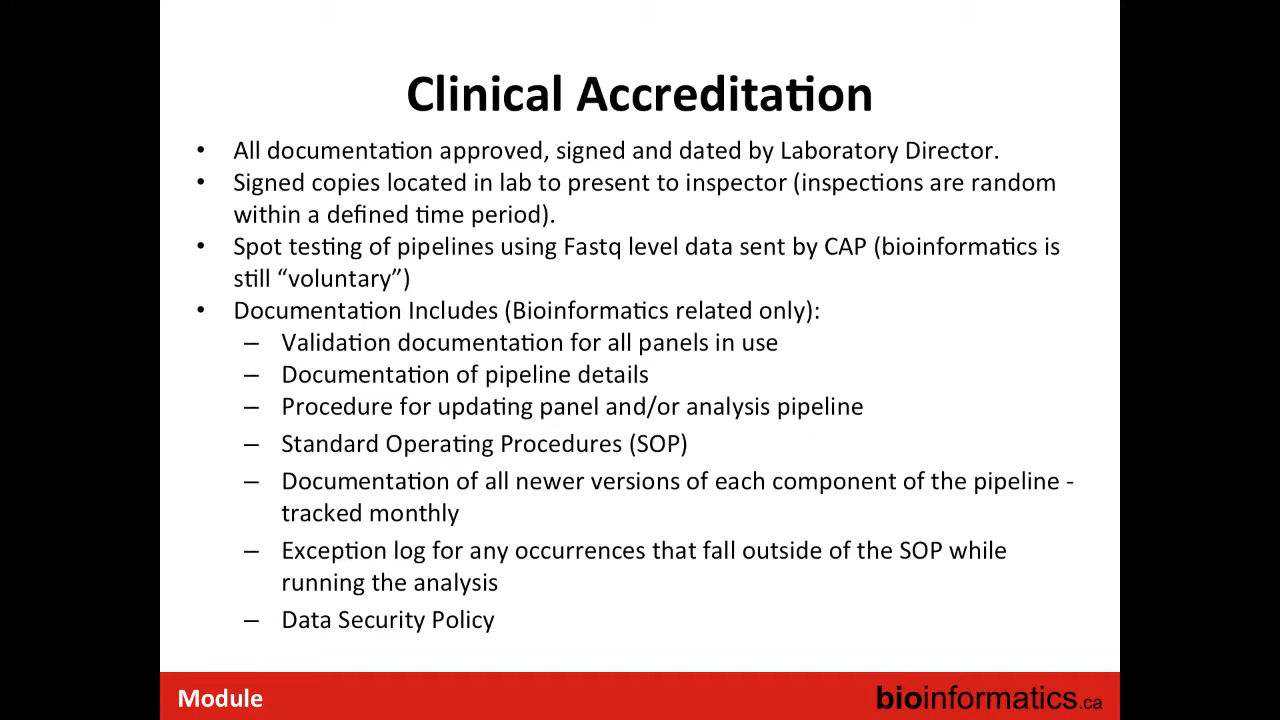 Clinical Accreditation
• All documentation approved, signed and dated by Laboratory Director.
• Signed copies located in lab to present to inspector (inspections are random
within a defined time period).
• Spot testing of pipelines using Fastq level data sent by CAP (bioinformatics is
still “voluntary”)
• Documentation Includes (Bioinformatics related only):
– Validation documentation for all panels in use
– Documentation of pipeline details
– Procedure for updating panel and/or analysis pipeline
– Standard Operating Procedures (SOP)
– Documentation of all newer versions of each component of the pipeline -
tracked monthly
– Exception log for any occurrences that fall outside of the SOP while
running the analysis
– Data Security Policy
Module
bioinformatics.ca